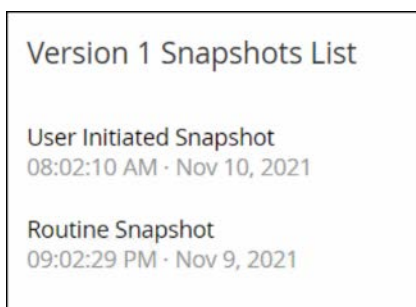 Version 1 Snapshots List
User Initiated Snapshot
08:02:10 AM · Nov 10, 2021
Routine Snapshot
09:02:29 PM · Nov 9, 2021